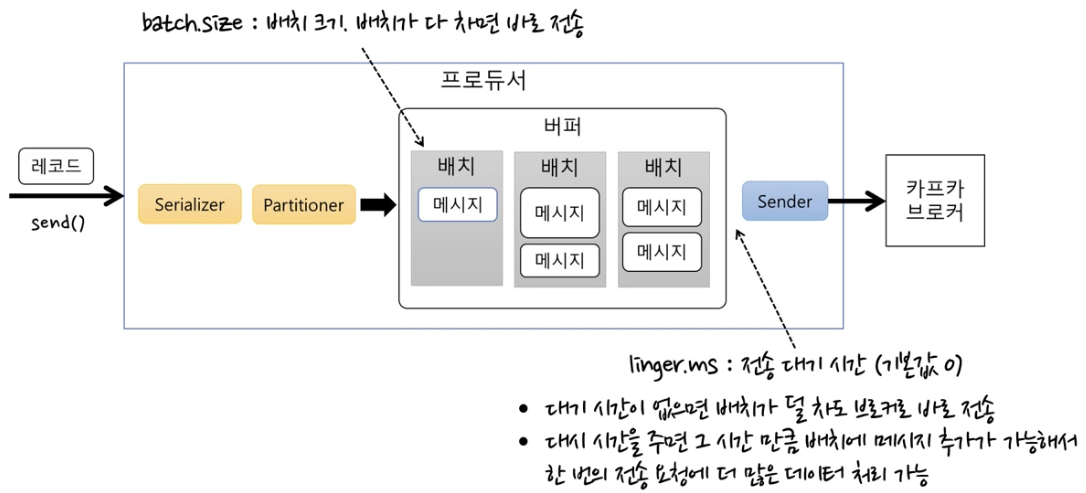 batch.size : 배치 크기. 배치가 다 차면 바로 전송
프로듀서
버퍼
레코드
send()
Serializer
Partitioner
배치
메시지
배치
메시지
메시지
배치
메시지
메시지
Sender
카프카
브로커
linger.ms : 전송 대기 시간 (기본값 0)
• 대기 시간이 없으면 배치가 덜 차도 브로커로 바로 전송
• 대시 시간을 주면 그 시간 만큼 배치에 메시지 추가가 가능해서
한 번의 전송 요청에 더 많은 데이터 처리 가능